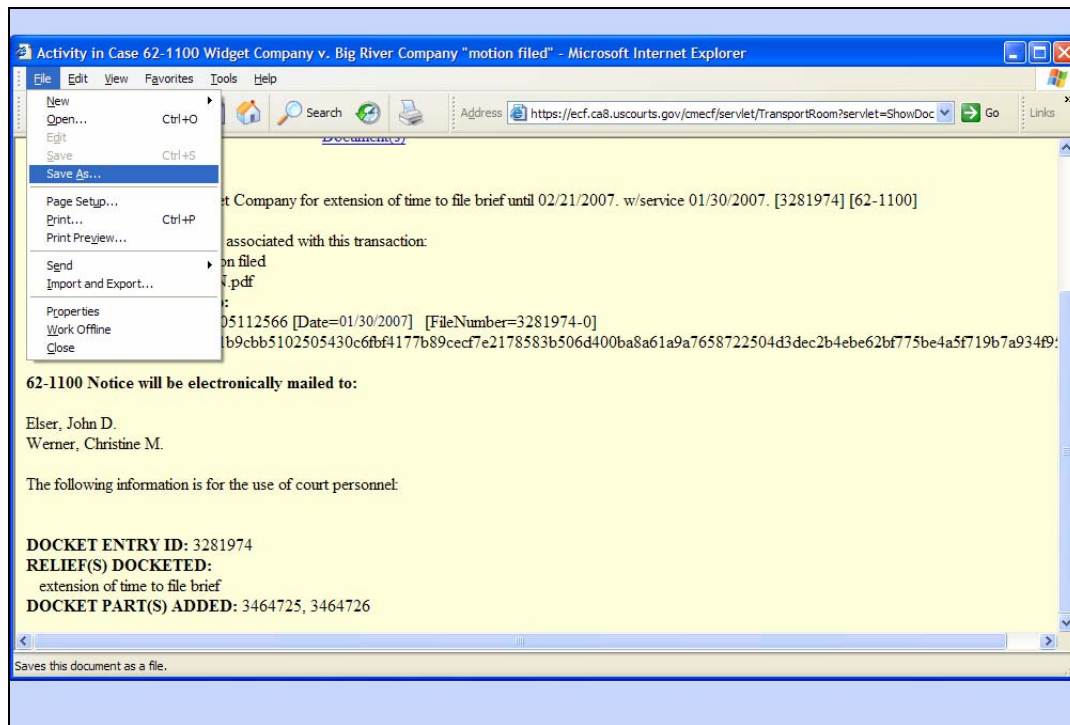 Activity in Case 62-1100 Widget Company v. Big River Company "motion filed" - Microsoft Internet Explorer
File Edit View Favorites Tools Help
Search Address https://ecf.ca8.uscourts.gov/cmecf/servlet/TransportRoom?servlet=ShowDoc Go Links »
New
Open... Ctrl+O
Edit
Save Ctrl+S
Save As...
Page Setup...
Print... Ctrl+P
Print Preview...
Send
Import and Export...
Properties
Work Offline
Close
Document(s)
et Company for extension of time to file brief until 02/21/2007. w/service 01/30/2007. [3281974] [62-1100]
associated with this transaction:
on filed
.pdf
:
05112566 [Date=01/30/2007] [FileNumber=3281974-0]
1b9cbb5102505430c6fbf4177b89cecf7e2178583b506d400ba8a61a9a7658722504d3dec2b4ebe62bf775be4a5f719b7a934f9
62-1100 Notice will be electronically mailed to:
Elser, John D.
Werner, Christine M.
The following information is for the use of court personnel:
DOCKET ENTRY ID: 3281974
RELIEF(S) DOCKETED:
extension of time to file brief
DOCKET PART(S) ADDED: 3464725, 3464726
Saves this document as a file.